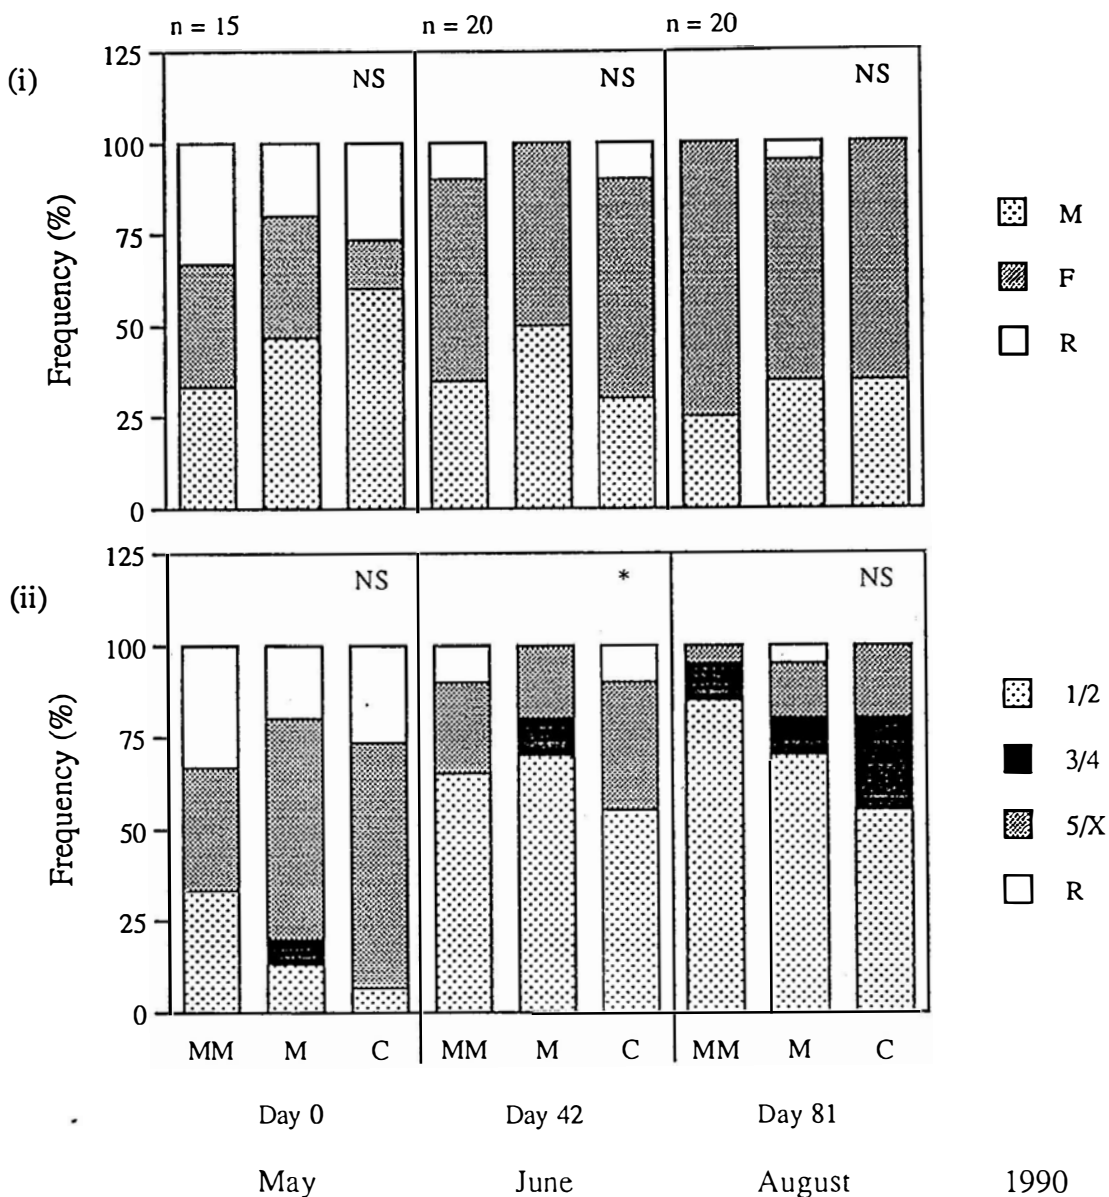 n = 15 n = 20 n = 20
(i)
125
100
75
50
25
0
Frequency (%)
NS NS NS
M
F
R
(ii)
125
100
75
50
25
0
Frequency (%)
NS * NS
1/2
3/4
5/X
R
MM M C MM M C MM M C
Day 0 Day 42 Day 81
May June August 1990